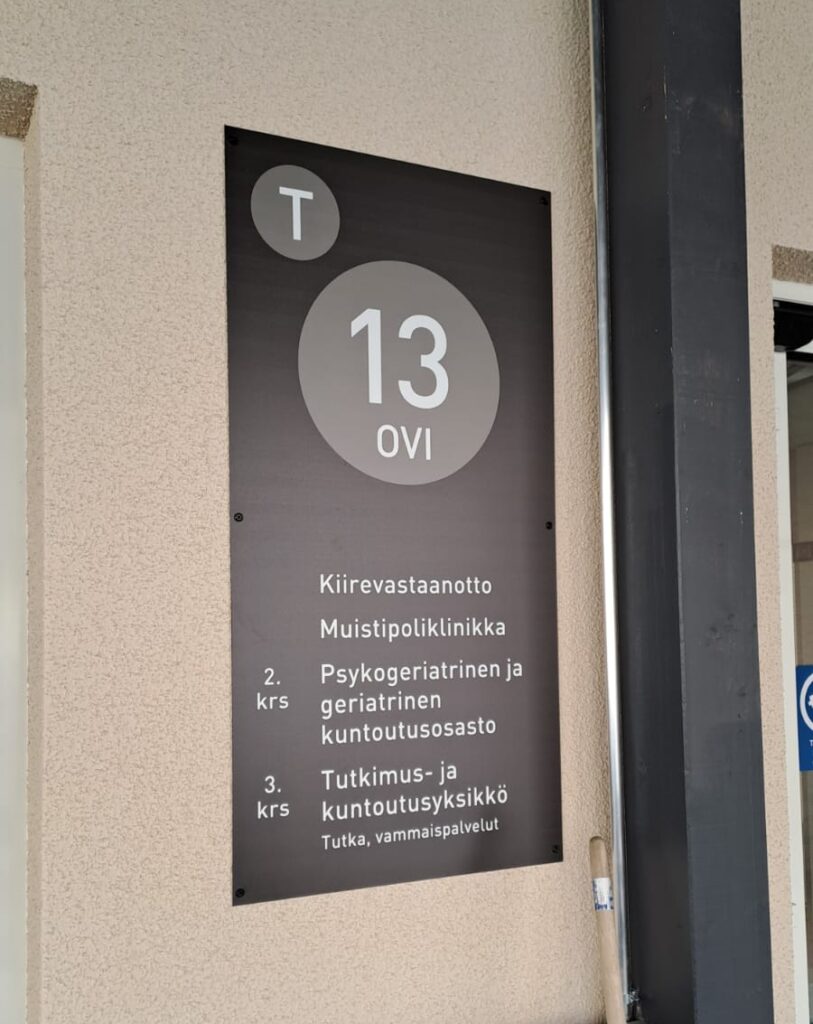 T
13
OVI
Kiirevastaanotto
Muistipoliklinikka
2. krs
Psykogeriatrinen ja
geriatrinen
kuntoutusosasto
3. krs
Tutkimus- ja
kuntoutusyksikkö
Tutka, vammaispalvelut